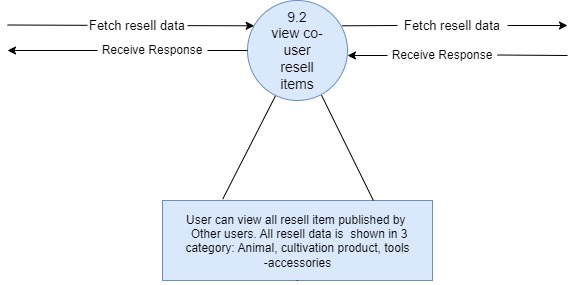 Fetch resell data
Receive Response
9.2
view co-
user
resell
items
Fetch resell data
Receive Response
User can view all resell item published by
Other users. All resell data is shown in 3
category: Animal, cultivation product, tools
-accessories